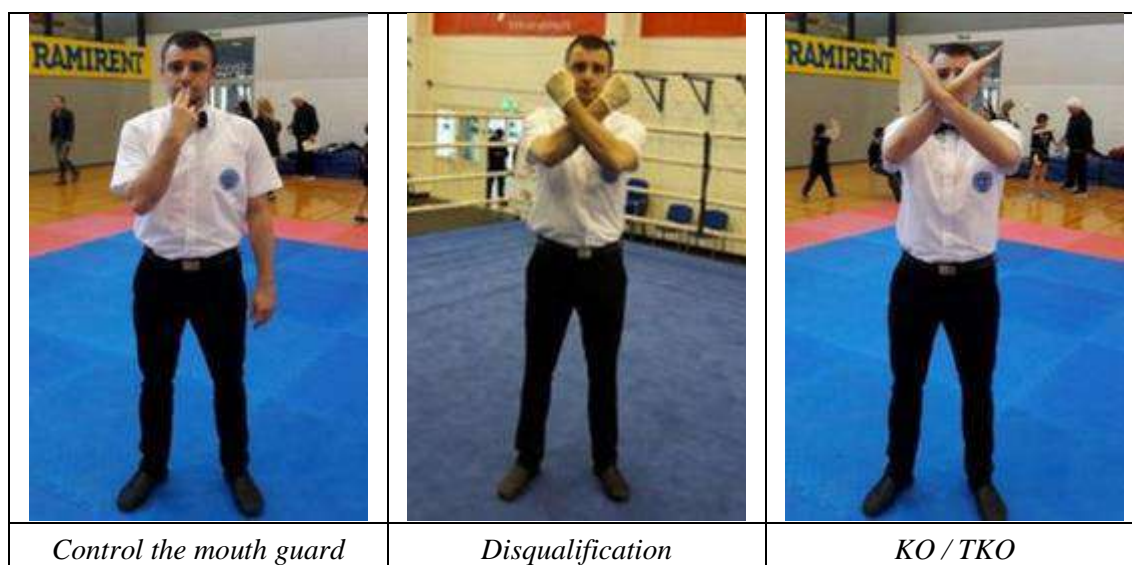 RAMIRENT
RAMIRENT
Control the mouth guard
Disqualification
KO / TKO